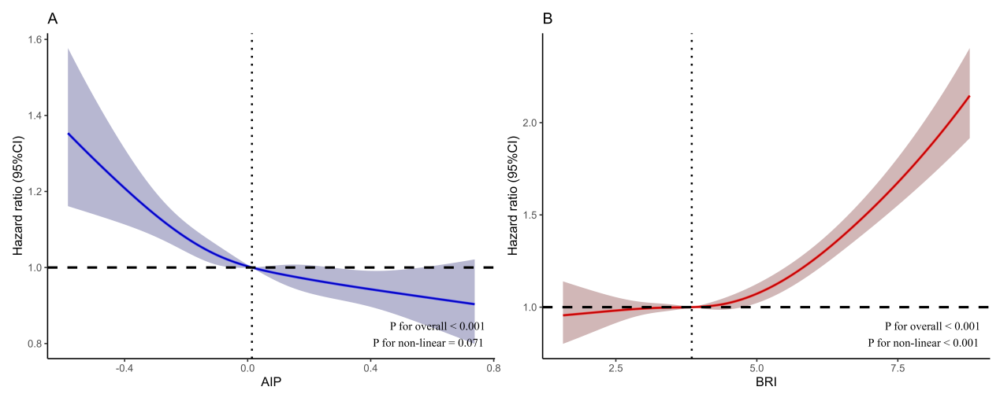 A
Hazard ratio (95%CI)
1.6
1.4
1.2
1.0
0.8
-0.4
0.0
0.4
0.8
AIP
P for overall < 0.001
P for non-linear = 0.071
B
Hazard ratio (95%CI)
2.0
1.5
1.0
2.5
5.0
7.5
BRI
P for overall < 0.001
P for non-linear < 0.001